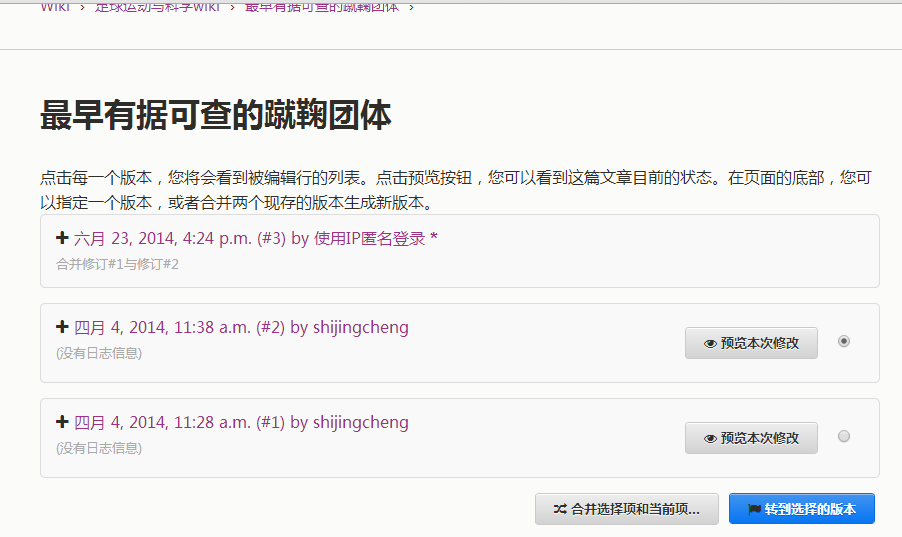 Wiki › 足球运动与科学wiki › 最早有据可查的蹴鞠团体 ›
最早有据可查的蹴鞠团体
点击每一个版本，您将会看到被编辑行的列表。点击预览按钮，您可以看到这篇文章目前的状态。在页面的底部，您可
以指定一个版本，或者合并两个现存的版本生成新版本。
六月 23, 2014, 4:24 p.m. (#3) by 使用IP匿名登录 *
合并修订#1与修订#2
四月 4, 2014, 11:38 a.m. (#2) by shijingcheng
(没有日志信息)
预览本次修改
四月 4, 2014, 11:28 a.m. (#1) by shijingcheng
(没有日志信息)
预览本次修改
合并选择项和当前项...
转到选择的版本